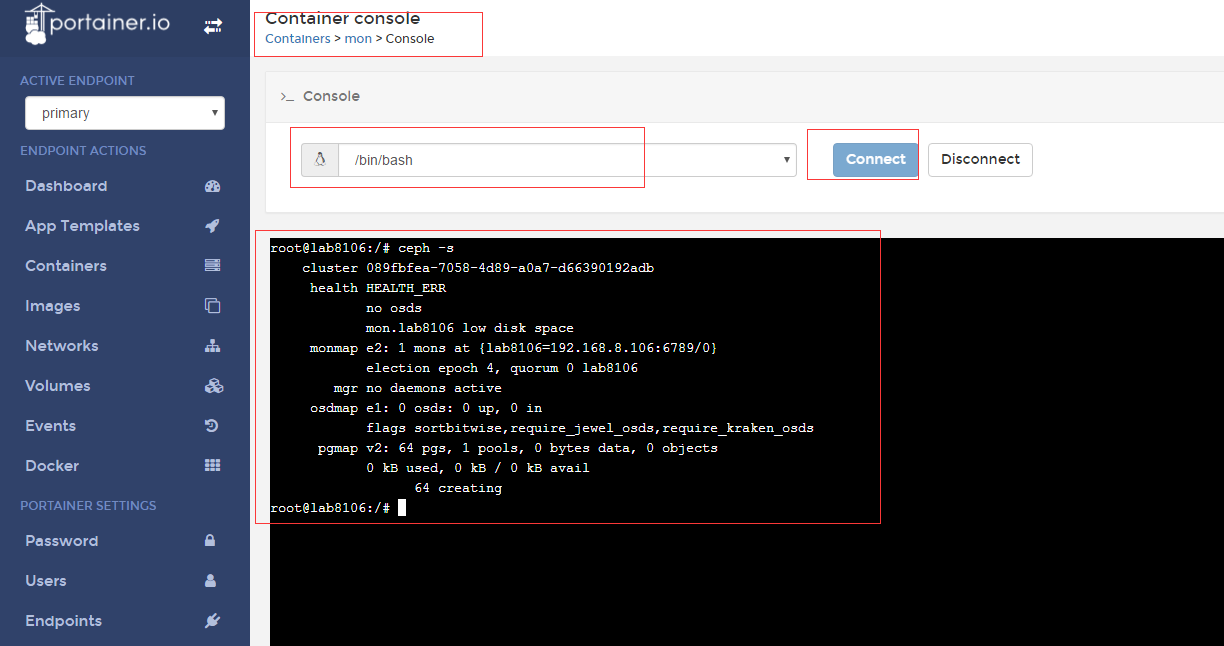 portainer.io
ACTIVE ENDPOINT
primary
ENDPOINT ACTIONS
Dashboard
App Templates
Containers
Images
Networks
Volumes
Events
Docker
PORTAINER SETTINGS
Password
Users
Endpoints
Container console
Containers > mon > Console
>_ Console
/bin/bash
Connect
Disconnect
root@lab8106:/# ceph -s
cluster 089fbfea-7058-4d89-a0a7-d66390192adb
health HEALTH_ERR
no osds
mon.lab8106 low disk space
monmap e2: 1 mons at {lab8106=192.168.8.106:6789/0}
election epoch 4, quorum 0 lab8106
mgr no daemons active
osdmap e1: 0 osds: 0 up, 0 in
flags sortbitwise,require_jewel_osds,require_kraken_osds
pgmap v2: 64 pgs, 1 pools, 0 bytes data, 0 objects
0 kB used, 0 kB / 0 kB avail
64 creating
root@lab8106:/#